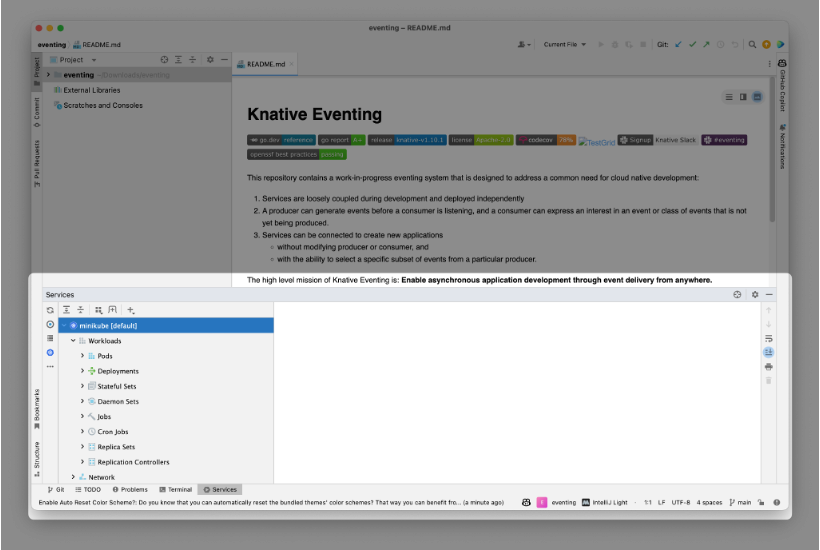 eventing – README.md
eventing
README.md
Current File
Git:
Project
README.md
eventing ~/Downloads/eventing
External Libraries
Scratches and Consoles
Project
Commit
Pull Requests
GitHub Copilot
Notifications
Knative Eventing
go.dev reference go report A+ release knative-v1.10.1 license Apache-2.0 codecov 78% TestGrid Signup Knative Slack #eventing
openssf best practices passing
This repository contains a work-in-progress eventing system that is designed to address a common need for cloud native development:
1. Services are loosely coupled during development and deployed independently
2. A producer can generate events before a consumer is listening, and a consumer can express an interest in an event or class of events that is not
yet being produced.
3. Services can be connected to create new applications
without modifying producer or consumer, and
with the ability to select a specific subset of events from a particular producer.
The high level mission of Knative Eventing is: Enable asynchronous application development through event delivery from anywhere.
Services
minikube [default]
Workloads
Pods
Deployments
Stateful Sets
Daemon Sets
Jobs
Cron Jobs
Replica Sets
Replication Controllers
Network
Bookmarks
Structure
Git
TODO
Problems
Terminal
Services
Enable Auto Reset Color Scheme?: Do you know that you can automatically reset the bundled themes' color schemes? That way you can benefit fro... (a minute ago)
eventing
IntelliJ Light
1:1
LF
UTF-8
4 spaces
main